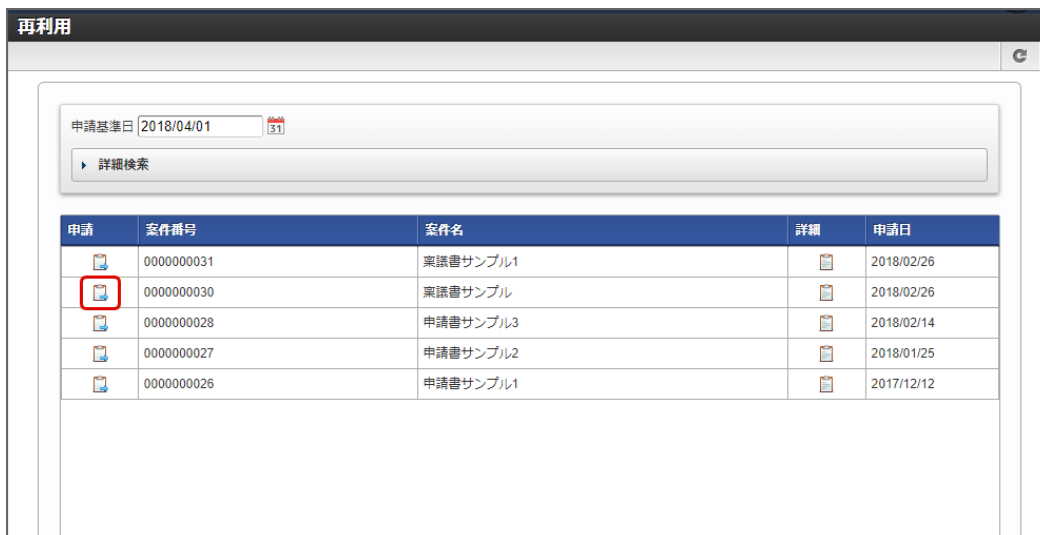 再利用
申請基準日 2018/04/01 31
詳細検索
申請 案件番号 案件名 詳細 申請日
0000000031 稟議書サンプル1 2018/02/26
0000000030 稟議書サンプル 2018/02/26
0000000028 申請書サンプル3 2018/02/14
0000000027 申請書サンプル2 2018/01/25
0000000026 申請書サンプル1 2017/12/12